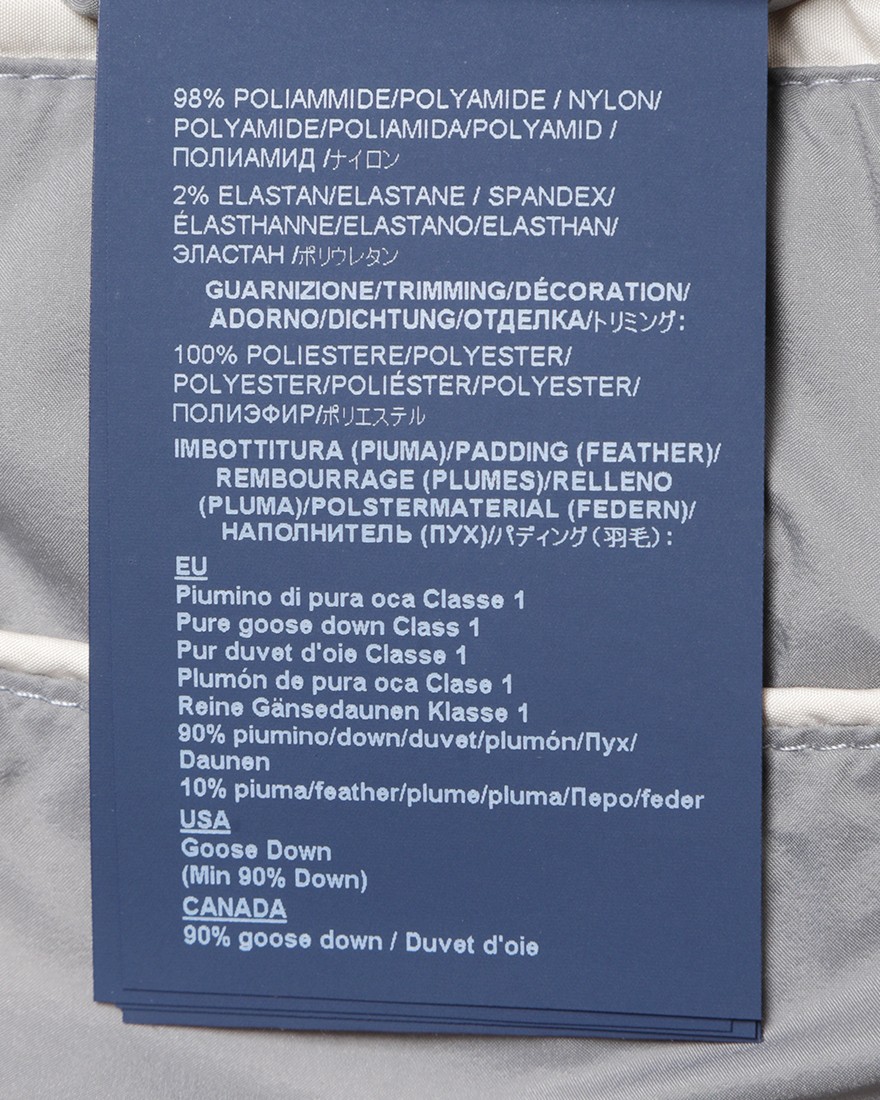 98% POLIAMMIDE/POLYAMIDE / NYLON/
POLYAMIDE/POLIAMIDA/POLYAMID /
ПОЛИАМИД /ナイロン
2% ELASTAN/ELASTANE / SPANDEX/
ÉLASTHANNE/ELASTANO/ELASTHAN/
ЭЛАСТАН /ポリウレタン
GUARNIZIONE/TRIMMING/DÉCORATION/
ADORNO/DICHTUNG/ОТДЕЛКА/トリミング:
100% POLIESTERE/POLYESTER/
POLYESTER/POLIÉSTER/POLYESTER/
ПОЛИЭФИР/ポリエステル
IMBOTTITURA (PIUMA)/PADDING (FEATHER)/
REMBOURRAGE (PLUMES)/RELLENO
(PLUMA)/POLSTERMATERIAL (FEDERN)/
НАПОЛНИТЕЛЬ (ПУХ)/パディング(羽毛):
EU
Piumino di pura oca Classe 1
Pure goose down Class 1
Pur duvet d'oie Classe 1
Plumón de pura oca Clase 1
Reine Gänsedaunen Klasse 1
90% piumino/down/duvet/plumón/Пух/
Daunen
10% piuma/feather/plume/pluma/Перо/feder
USA
Goose Down
(Min 90% Down)
CANADA
90% goose down / Duvet d'oie